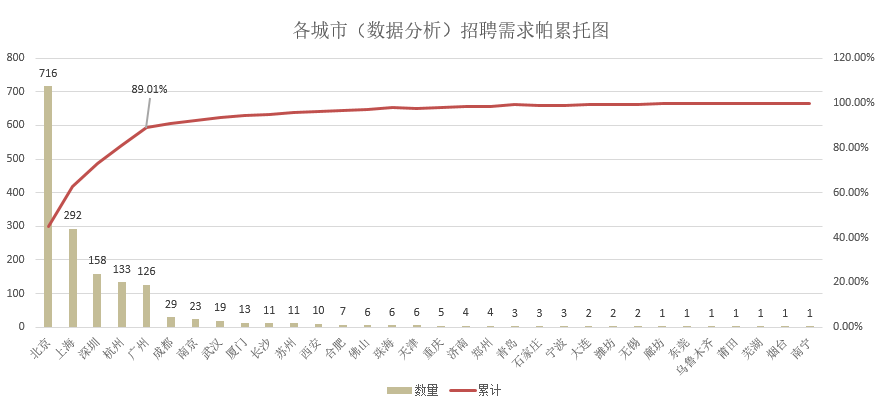 各城市（数据分析）招聘需求帕累托图
800
700
600
500
400
300
200
100
0
120.00%
100.00%
80.00%
60.00%
40.00%
20.00%
0.00%
89.01%
716
292
158
133
126
29
23
19
13
11
11
10
7
6
6
6
5
4
4
3
3
3
2
2
2
1
1
1
1
1
1
1
北京
上海
深圳
杭州
广州
成都
南京
武汉
厦门
长沙
苏州
西安
合肥
佛山
珠海
天津
重庆
济南
郑州
青岛
石家庄
宁波
大连
潍坊
无锡
廊坊
东莞
乌鲁木齐
莆田
芜湖
烟台
南宁
数量
累计